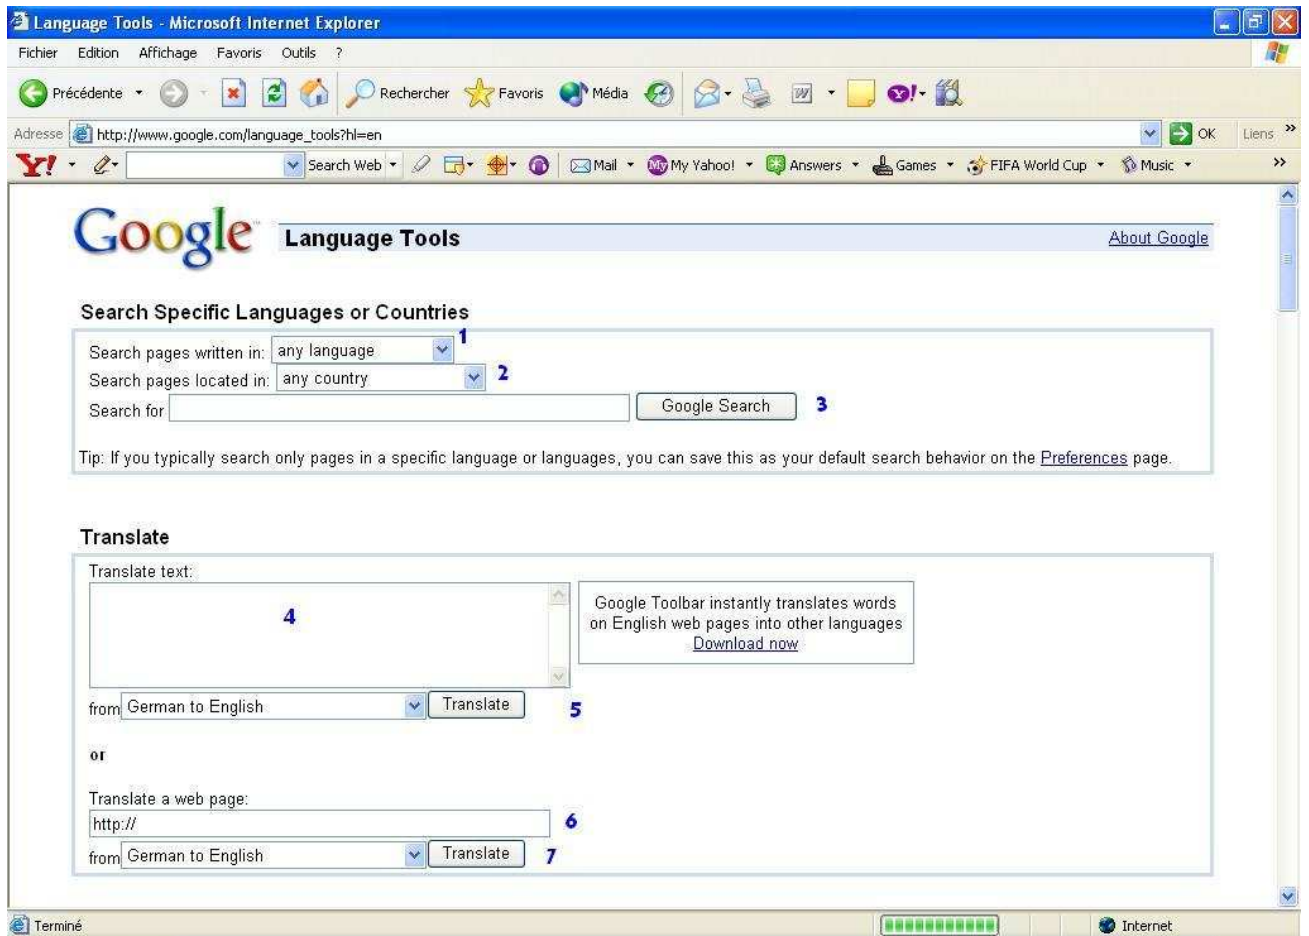 Language Tools - Microsoft Internet Explorer
Fichier Edition Affichage Favoris Outils ?
Précédente Rechercher Favoris Média
Adresse http://www.google.com/language_tools?hl=en OK Liens »
Y! Search Web Mail My My Yahoo! Answers Games FIFA World Cup Music »
Google™ Language Tools About Google
Search Specific Languages or Countries
Search pages written in: any language 1
Search pages located in: any country 2
Search for Google Search 3
Tip: If you typically search only pages in a specific language or languages, you can save this as your default search behavior on the Preferences page.
Translate
Translate text:
4
Google Toolbar instantly translates words
on English web pages into other languages
Download now
from German to English Translate 5
or
Translate a web page:
http:// 6
from German to English Translate 7
Terminé Internet